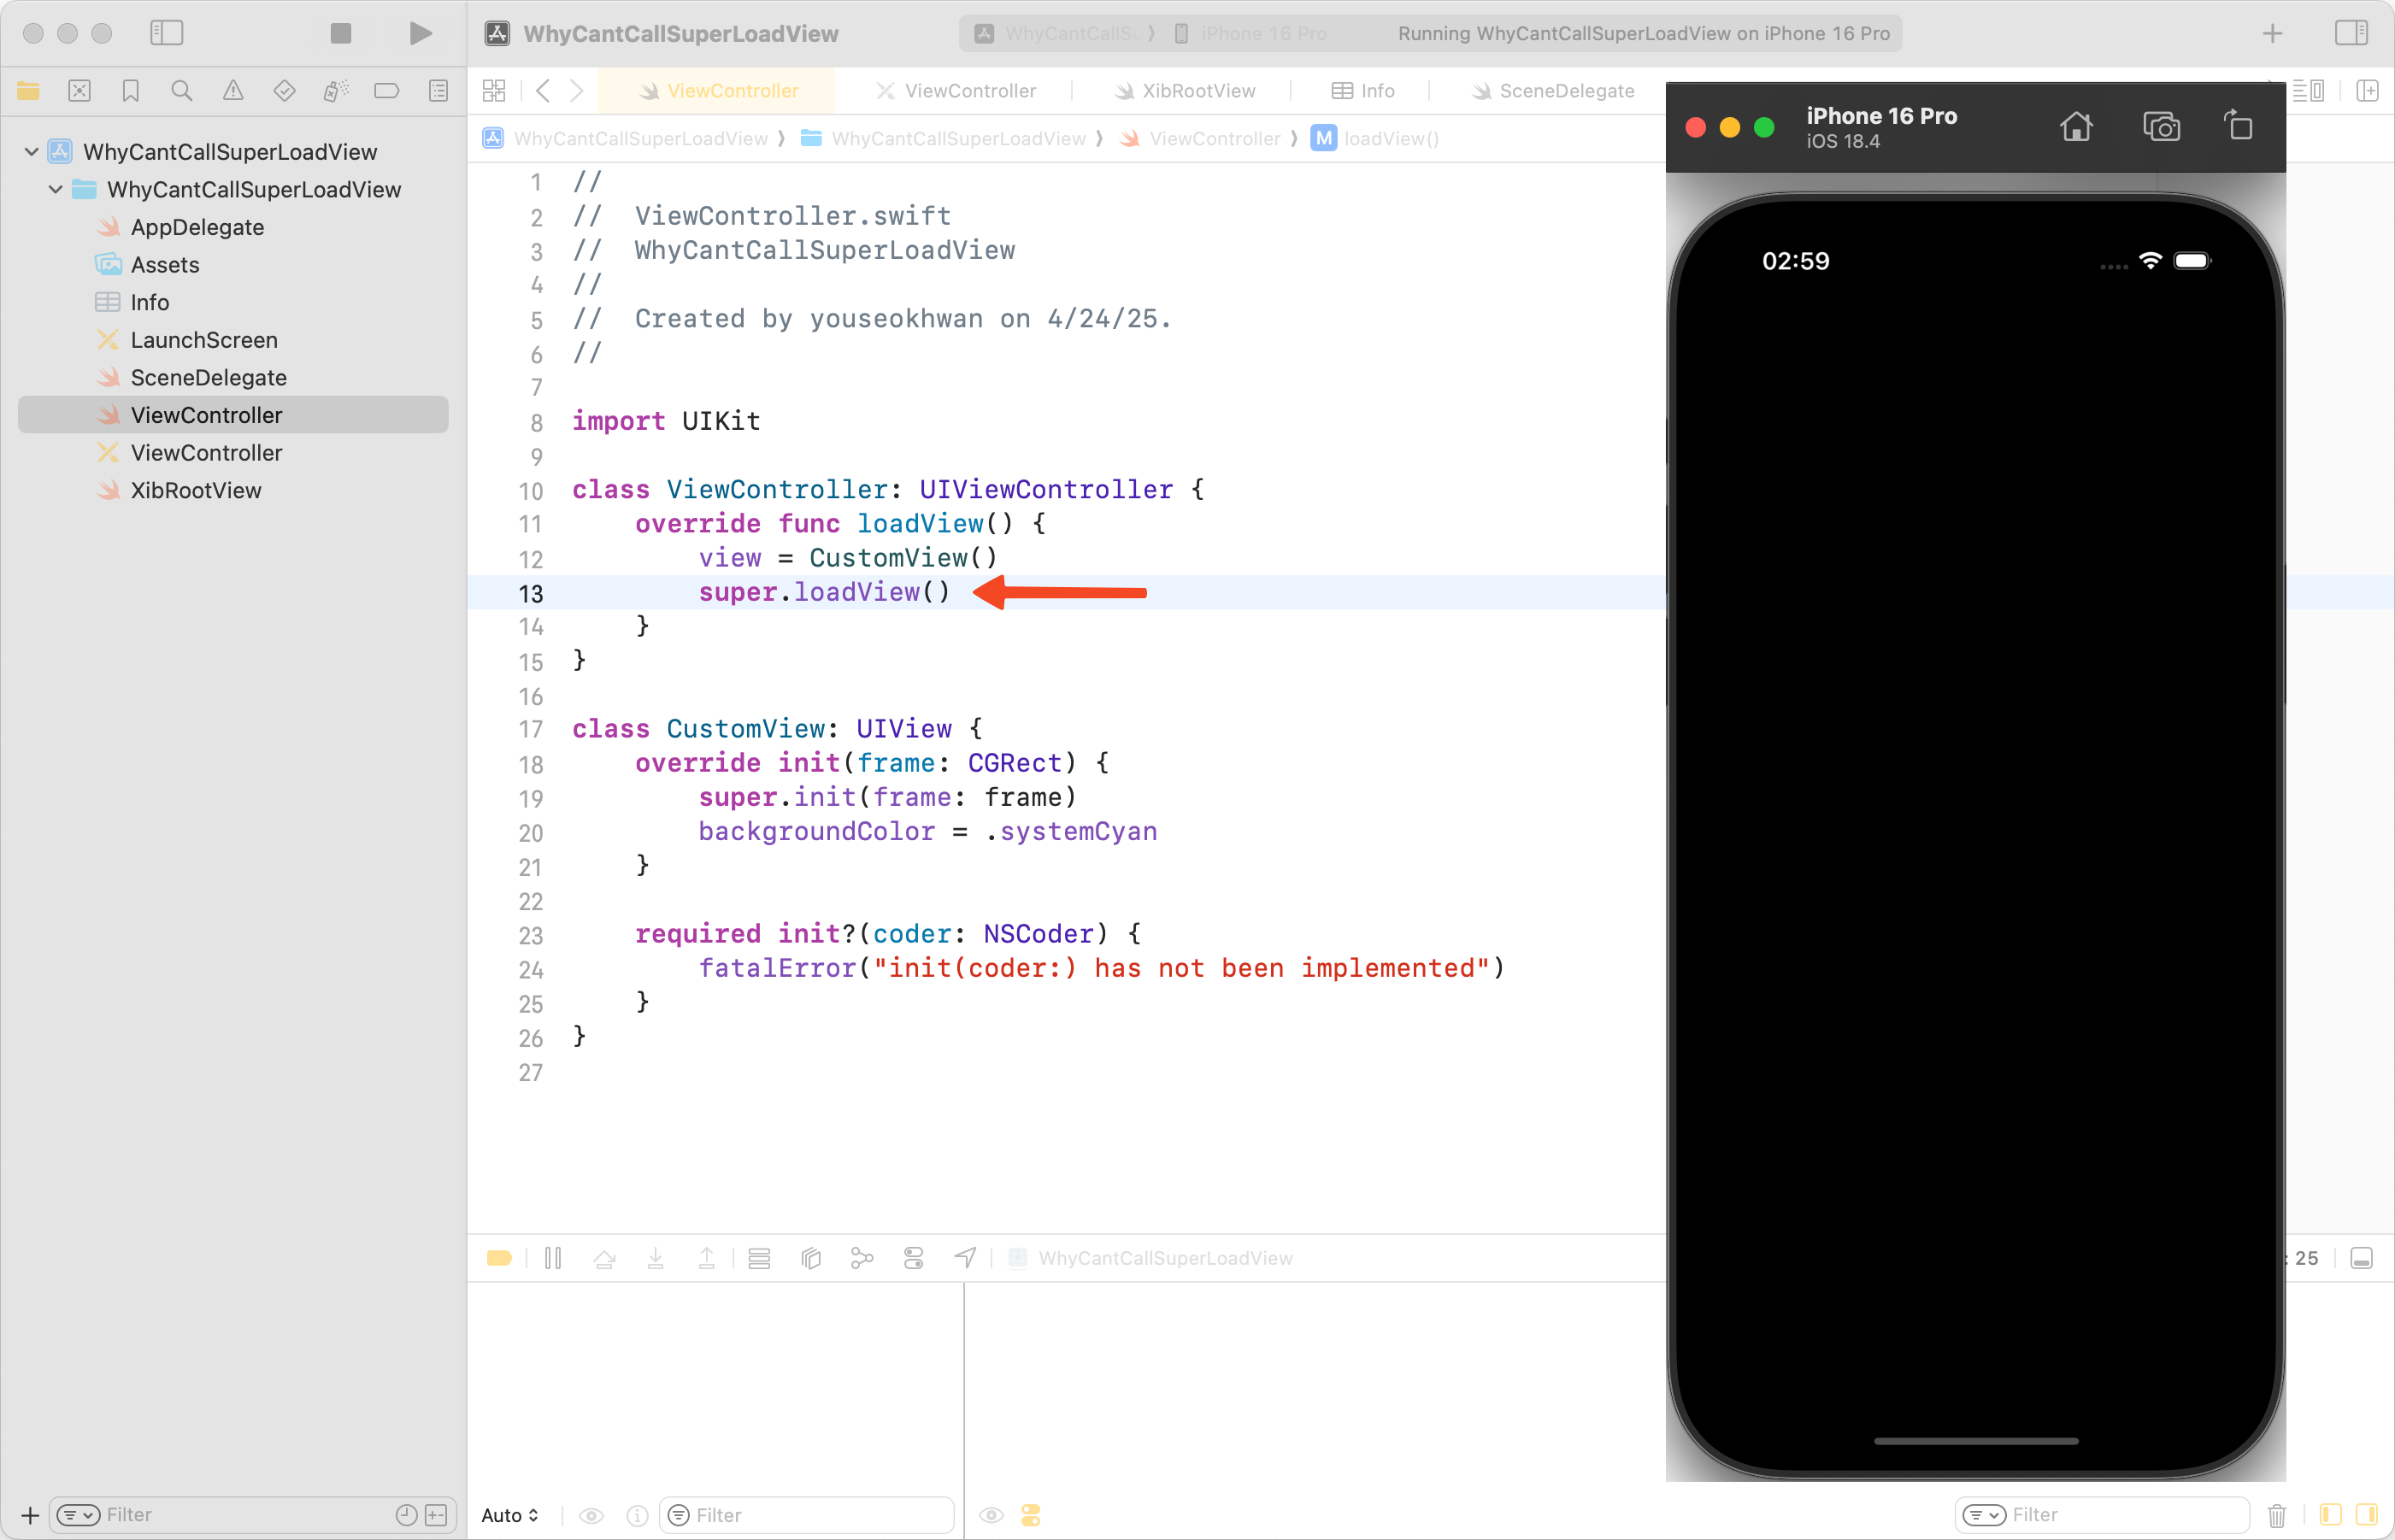 WhyCantCallSuperLoadView
WhyCantCallSu
iPhone 16 Pro
Running WhyCantCallSuperLoadView on iPhone 16 Pro
ViewController
ViewController
XibRootView
Info
SceneDelegate
WhyCantCallSuperLoadView
WhyCantCallSuperLoadView
ViewController
M loadView()
WhyCantCallSuperLoadView
WhyCantCallSuperLoadView
AppDelegate
Assets
Info
LaunchScreen
SceneDelegate
ViewController
ViewController
XibRootView
1 //
2 //  ViewController.swift
3 //  WhyCantCallSuperLoadView
4 //
5 //  Created by youseokhwan on 4/24/25.
6 //
7
8 import UIKit
9
10 class ViewController: UIViewController {
11     override func loadView() {
12         view = CustomView()
13         super.loadView()
14     }
15 }
16
17 class CustomView: UIView {
18     override init(frame: CGRect) {
19         super.init(frame: frame)
20         backgroundColor = .systemCyan
21     }
22
23     required init?(coder: NSCoder) {
24         fatalError("init(coder:) has not been implemented")
25     }
26 }
27
iPhone 16 Pro
iOS 18.4
02:59
WhyCantCallSuperLoadView
: 25
Filter
Auto
Filter
Filter